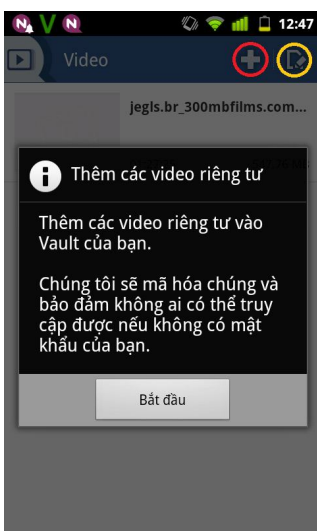 12:47
Video
jegls.br_300mbfilms.com...
Thêm các video riêng tư
Thêm các video riêng tư vào
Vault của bạn.
Chúng tôi sẽ mã hóa chúng và
bảo đảm không ai có thể truy
cập được nếu không có mật
khẩu của bạn.
Bắt đầu